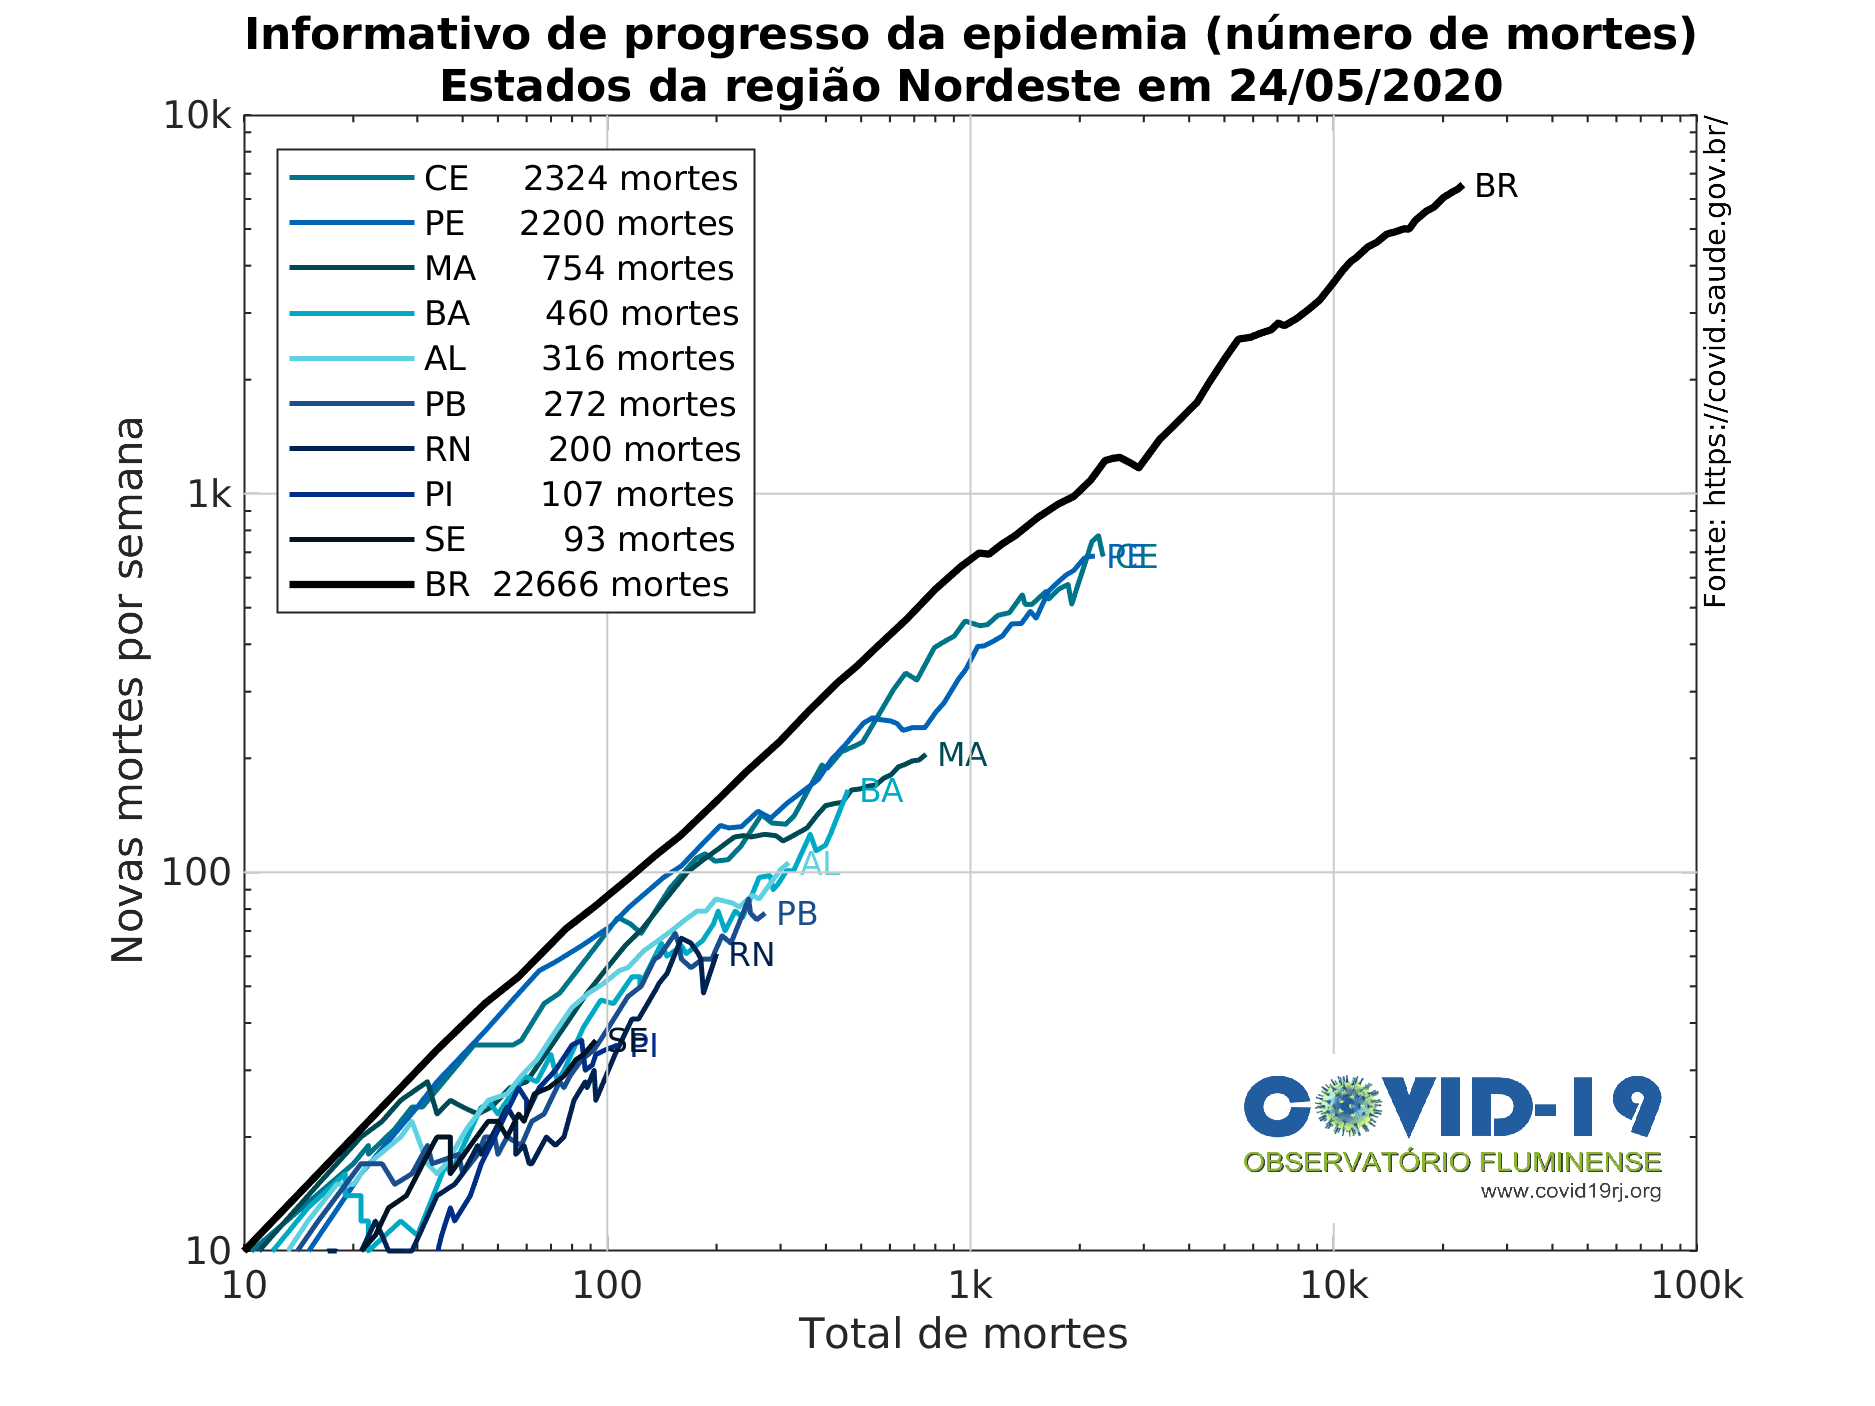 Informativo de progresso da epidemia (número de mortes)
Estados da região Nordeste em 24/05/2020
10k
1k
100
10
Novas mortes por semana
CE 2324 mortes
PE 2200 mortes
MA 754 mortes
BA 460 mortes
AL 316 mortes
PB 272 mortes
RN 200 mortes
PI 107 mortes
SE 93 mortes
BR 22666 mortes
BR
PE
CE
MA
BA
AL
PB
RN
SE
PI
Fonte: https://covid.saude.gov.br/
COVID-19
OBSERVATÓRIO FLUMINENSE
www.covid19rj.org
10
100
1k
10k
100k
Total de mortes